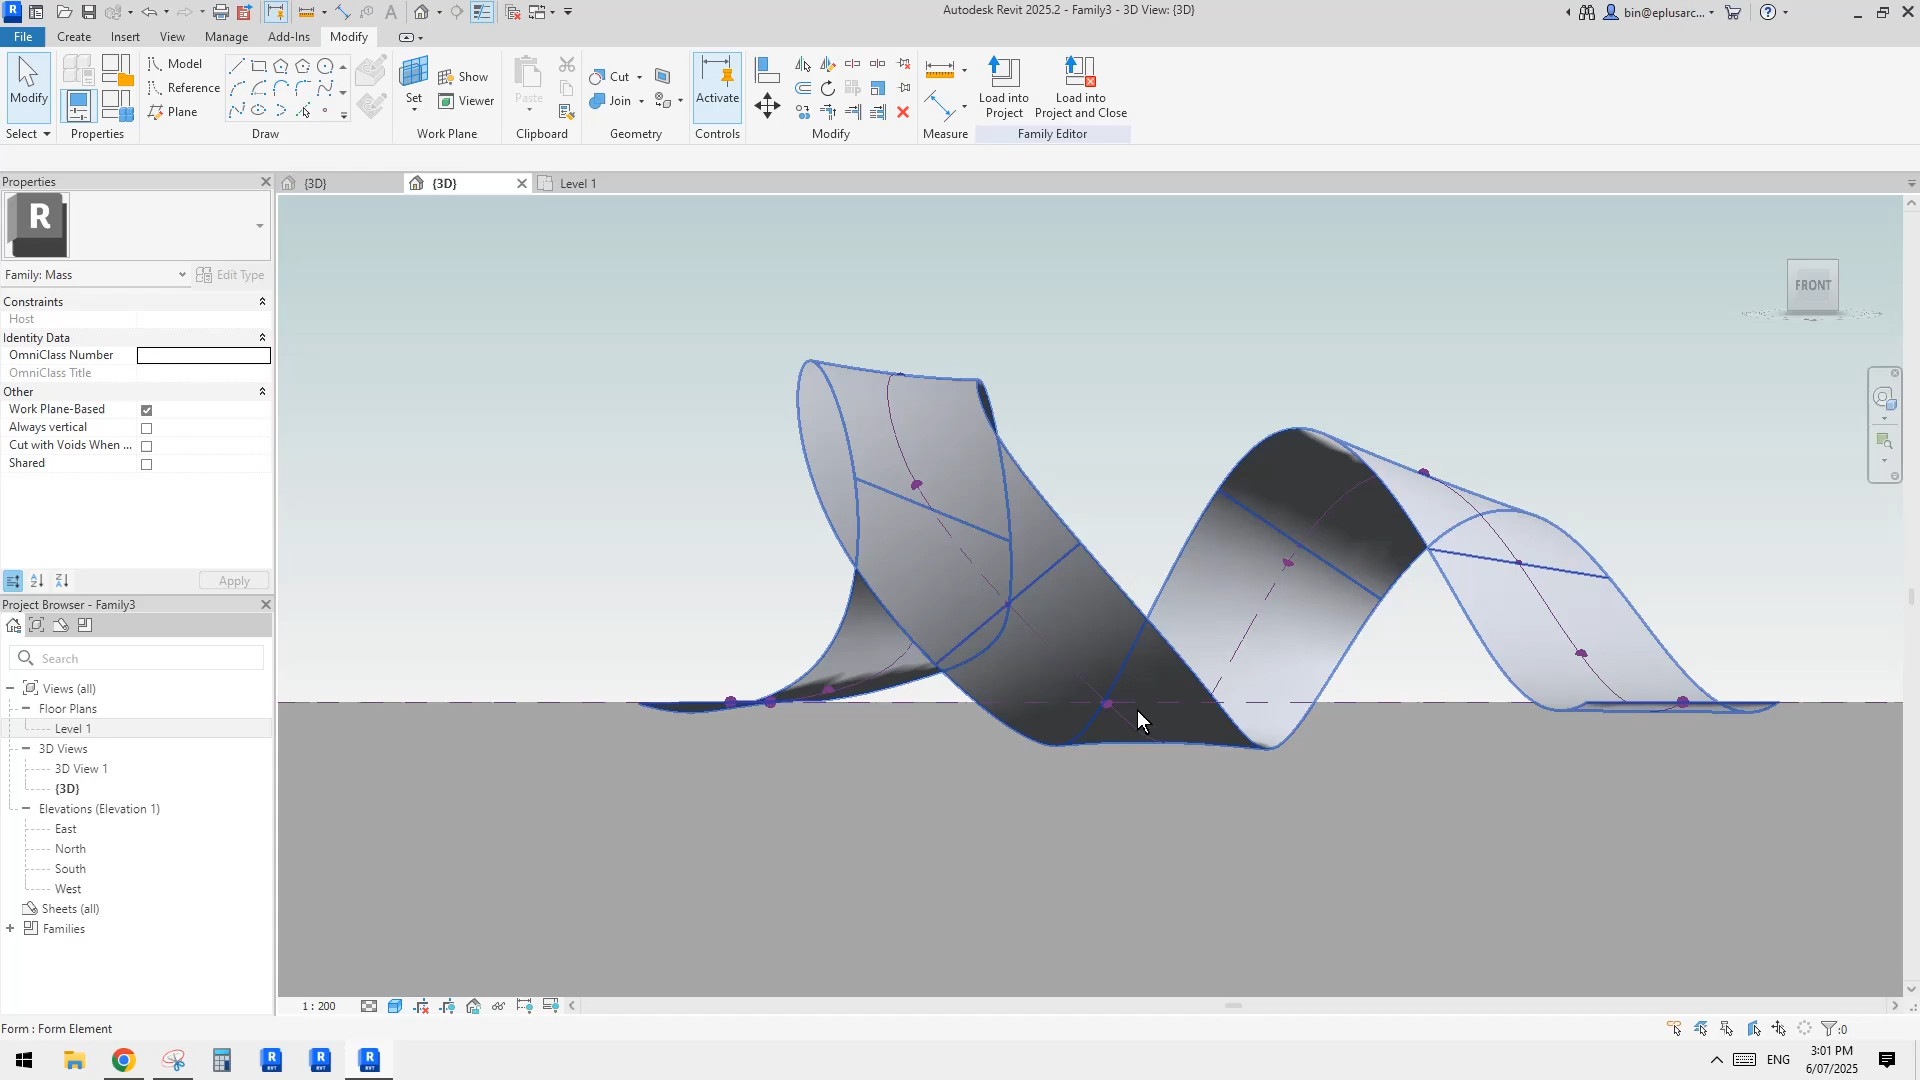 Autodesk Revit 2025.2 - Family3 - 3D View: {3D}
bin@eplusarc...
File
Create
Insert
View
Manage
Add-Ins
Modify
Modify
Model
Reference
Plane
Set
Show
Viewer
Paste
Cut
Join
Activate
Load into
Project
Load into
Project and Close
Select
Properties
Draw
Work Plane
Clipboard
Geometry
Controls
Modify
Measure
Family Editor
Properties
{3D}
{3D}
Level 1
R
Family: Mass
Edit Type
Constraints
Host
Identity Data
OmniClass Number
OmniClass Title
Other
Work Plane-Based
Always vertical
Cut with Voids When ...
Shared
Apply
FRONT
Project Browser - Family3
Search
Views (all)
Floor Plans
Level 1
3D Views
3D View 1
{3D}
Elevations (Elevation 1)
East
North
South
West
Sheets (all)
Families
1 : 200
Form : Form Element
:0
ENG
3:01 PM
6/07/2025